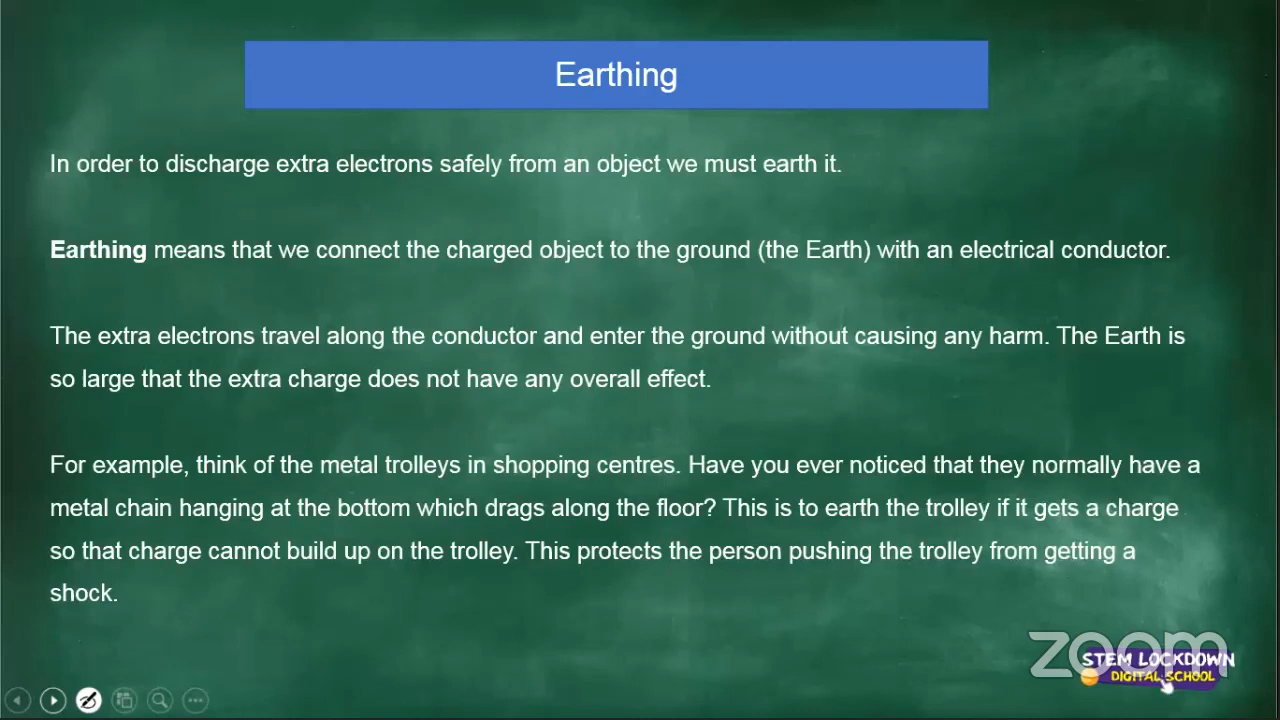 Earthing
In order to discharge extra electrons safely from an object we must earth it.
Earthing means that we connect the charged object to the ground (the Earth) with an electrical conductor.
The extra electrons travel along the conductor and enter the ground without causing any harm. The Earth is
so large that the extra charge does not have any overall effect.
For example, think of the metal trolleys in shopping centres. Have you ever noticed that they normally have a
metal chain hanging at the bottom which drags along the floor? This is to earth the trolley if it gets a charge
so that charge cannot build up on the trolley. This protects the person pushing the trolley from getting a
shock.
zoom
STEM LOCKDOWN
DIGITAL SCHOOL